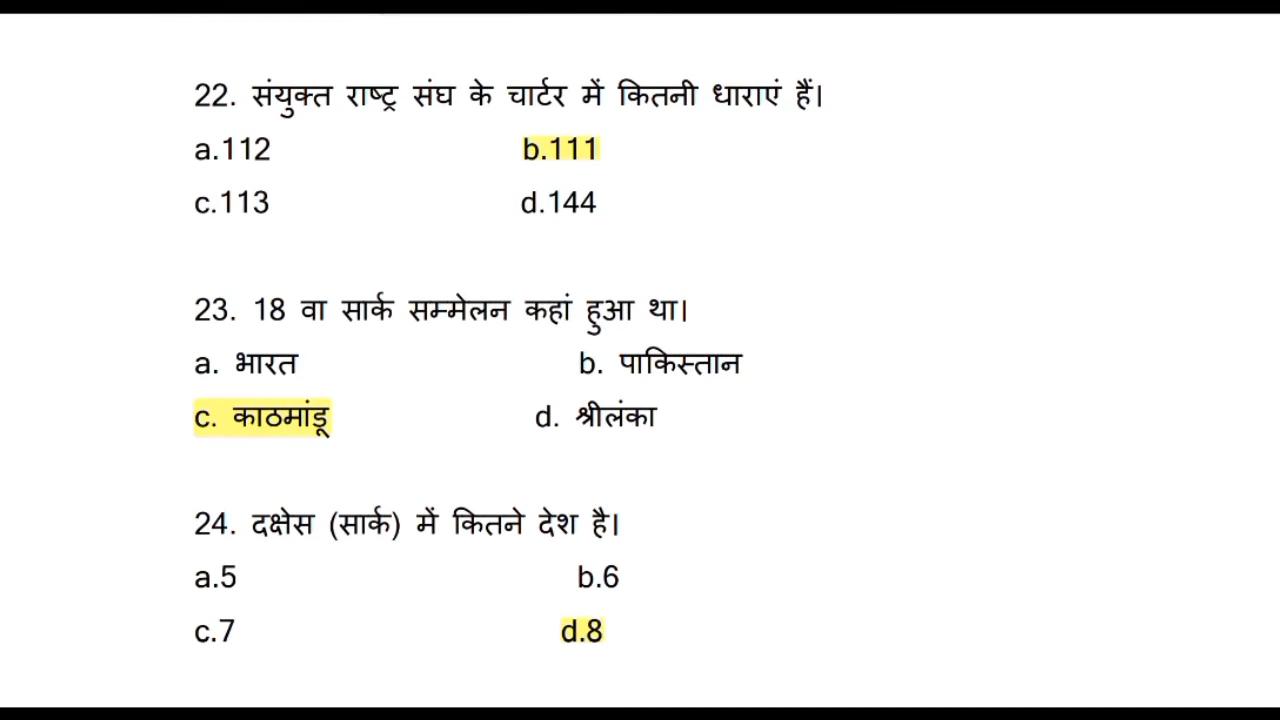 22. संयुक्त राष्ट्र संघ के चार्टर में कितनी धाराएं हैं।
a.112 b.111
c.113 d.144
23. 18 वा सार्क सम्मेलन कहां हुआ था।
a. भारत b. पाकिस्तान
c. काठमांडू d. श्रीलंका
24. दक्षेस (सार्क) में कितने देश है।
a.5 b.6
c.7 d.8